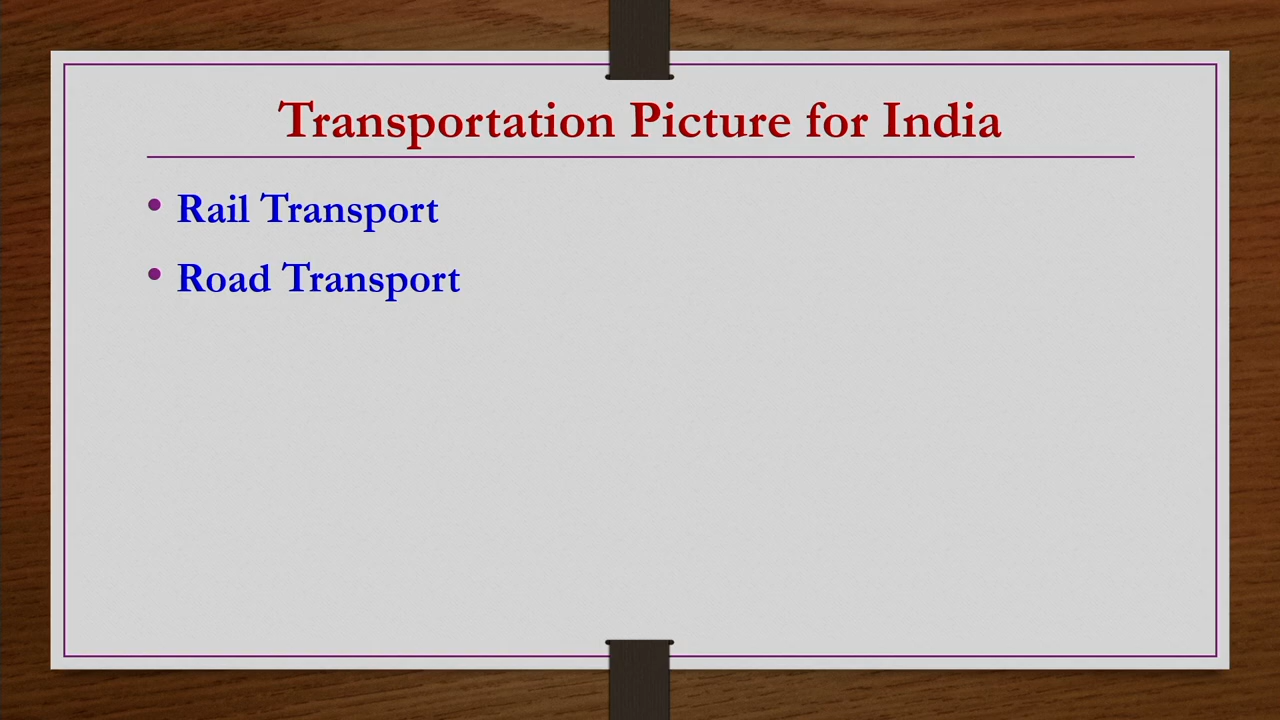 Transportation Picture for India
• Rail Transport
• Road Transport